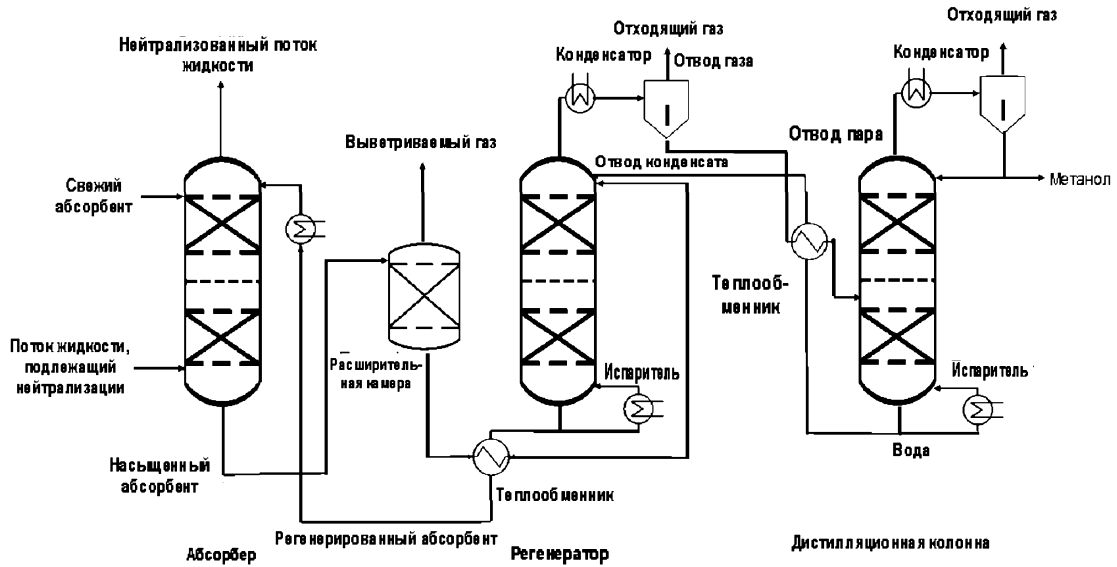 Отходящий газ
Отходящий газ
Нейтрализованный поток
жидкости
Конденсатор
Отвод газа
Конденсатор
Выветриваемый газ
Отвод пара
Отвод конденсата
Свежий
абсорбент
Метанол
Теплооб-
менник
Поток жидкости,
подлежащий
нейтрализации
Расширитель-
ная камера
Испаритель
Испаритель
Вода
Насыщенный
абсорбент
Теплообменник
Регенерированный абсорбент
Абсорбер
Регенератор
Дистилляционная колонна